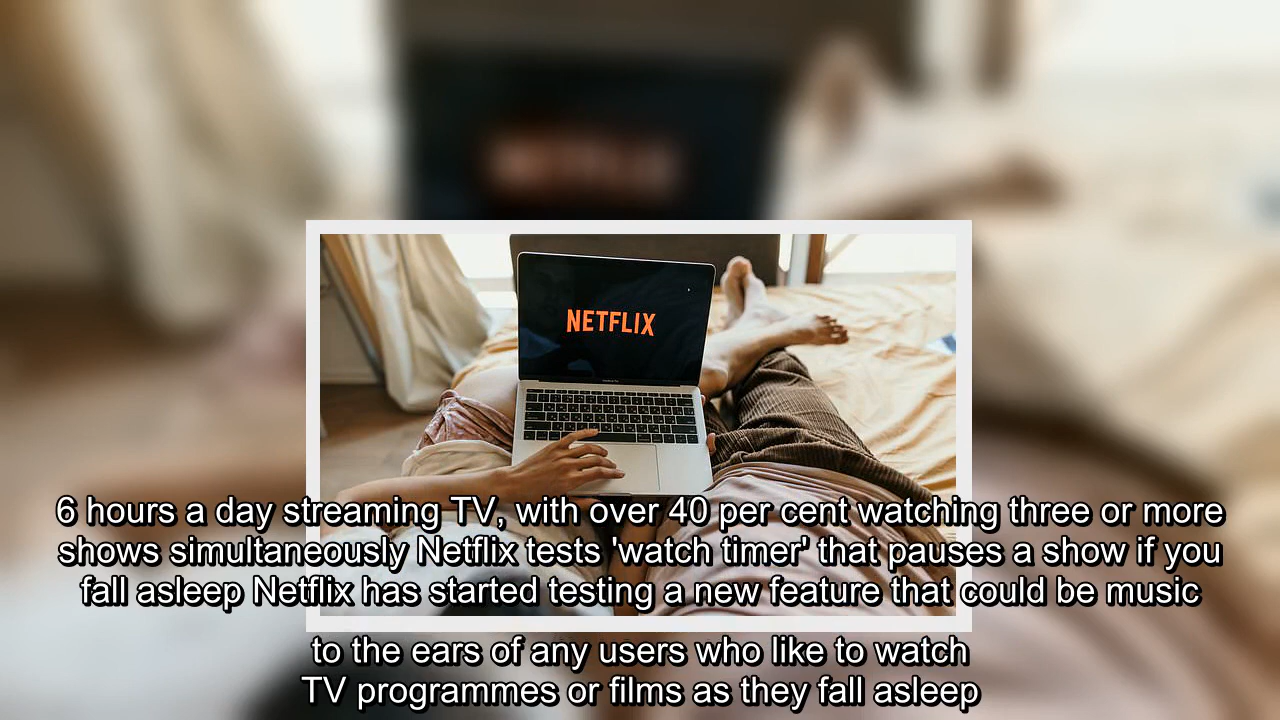 NETFLIX
6 hours a day streaming TV, with over 40 per cent watching three or more
shows simultaneously Netflix tests 'watch timer' that pauses a show if you
fall asleep Netflix has started testing a new feature that could be music
to the ears of any users who like to watch
TV programmes or films as they fall asleep